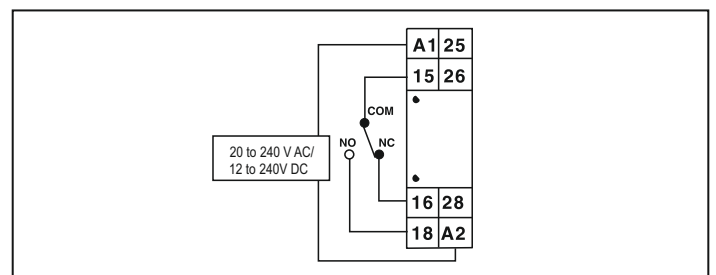 A1 25
15 26
COM
NO NC
20 to 240 V AC/
12 to 240V DC
16 28
18 A2